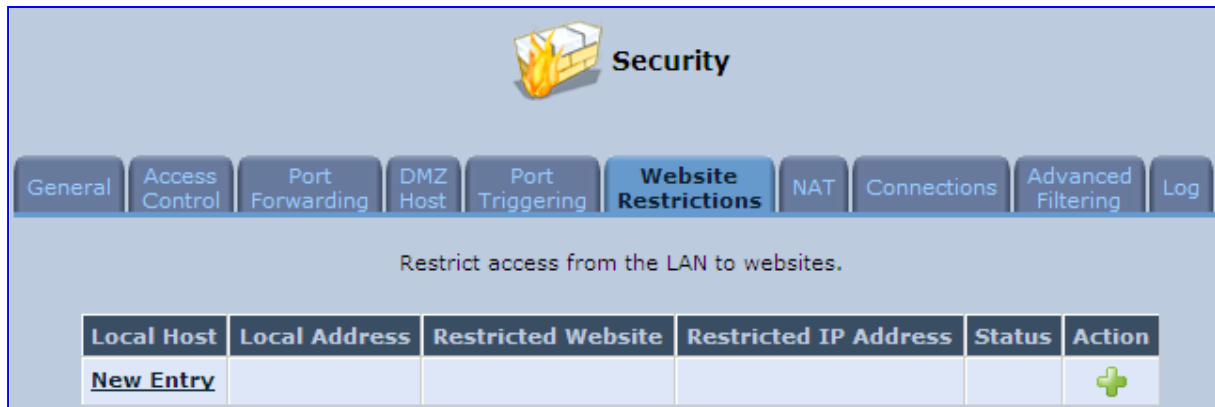 Security
General
Access
Control
Port
Forwarding
DMZ
Host
Port
Triggering
Website
Restrictions
NAT
Connections
Advanced
Filtering
Log
Restrict access from the LAN to websites.
Local Host Local Address Restricted Website Restricted IP Address Status Action
New Entry